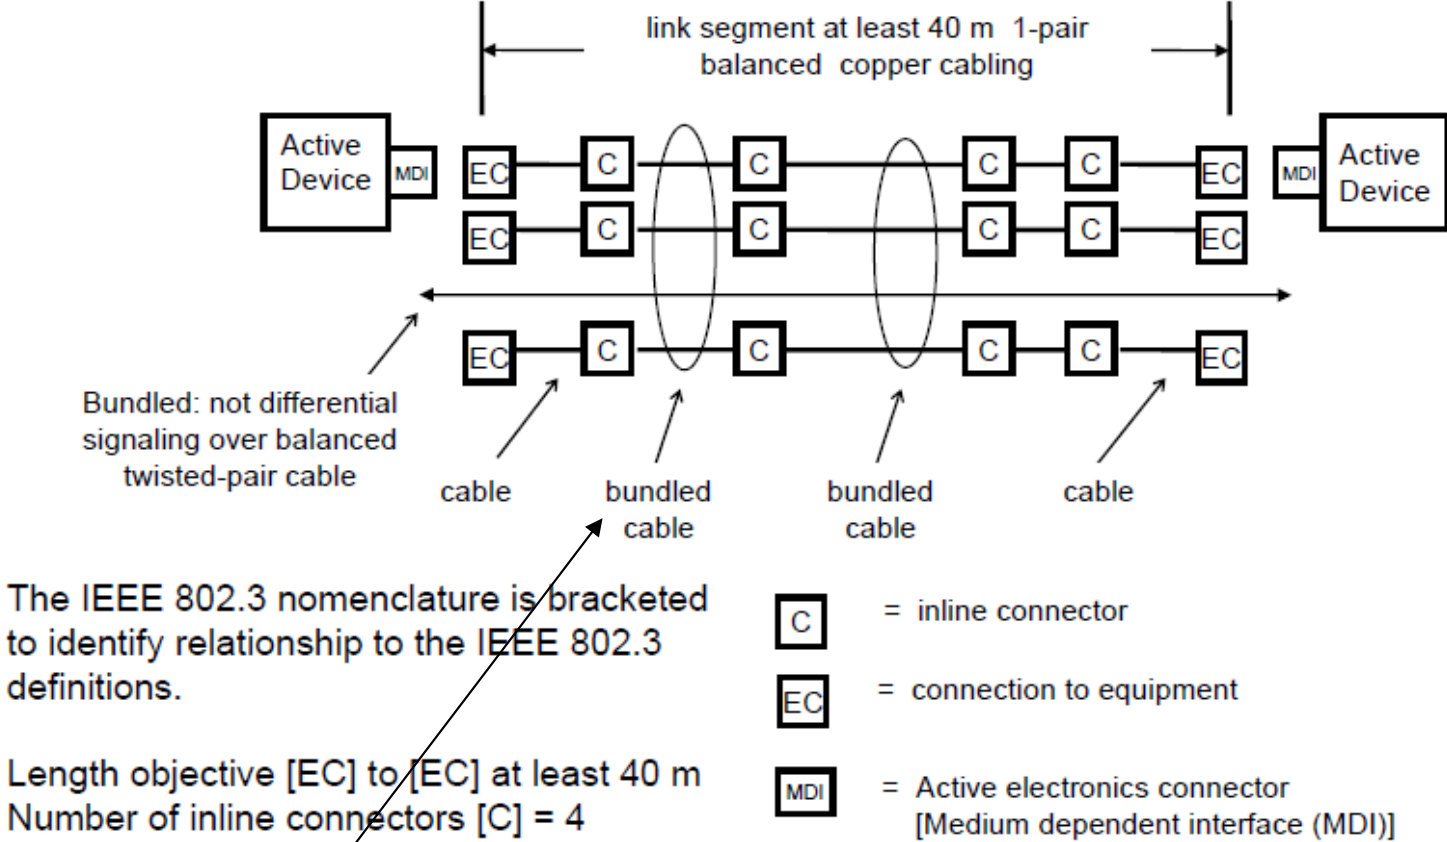 link segment at least 40 m 1-pair
balanced copper cabling
Active
Device
MDI
EC C C C C EC
MDI
Active
Device
EC C C C C EC
EC C C C C EC
Bundled: not differential
signaling over balanced
twisted-pair cable
cable
bundled
cable
bundled
cable
cable
The IEEE 802.3 nomenclature is bracketed
to identify relationship to the IEEE 802.3
definitions.
Length objective [EC] to [EC] at least 40 m
Number of inline connectors [C] = 4
C = inline connector
EC = connection to equipment
MDI = Active electronics connector
[Medium dependent interface (MDI)]